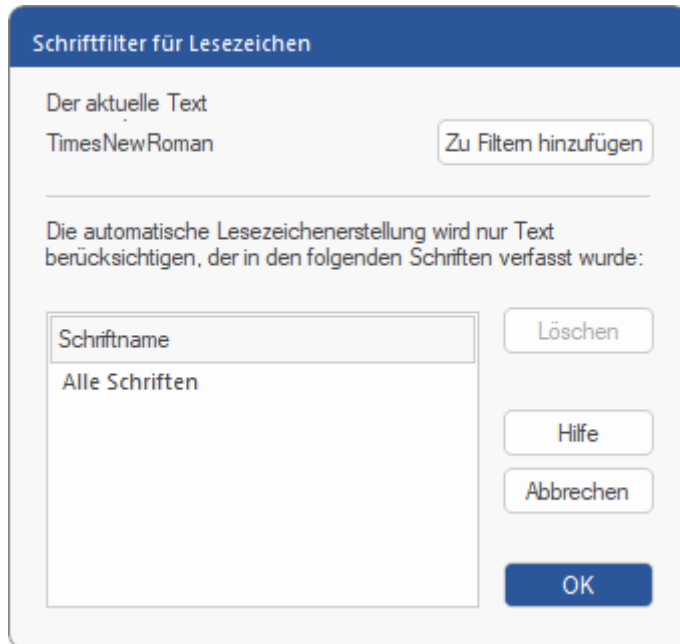 Schriftfilter für Lesezeichen
Der aktuelle Text
TimesNewRoman
Zu Filtern hinzufügen
Die automatische Lesezeichenerstellung wird nur Text
berücksichtigen, der in den folgenden Schriften verfasst wurde:
Schriftname
Alle Schriften
Löschen
Hilfe
Abbrechen
OK